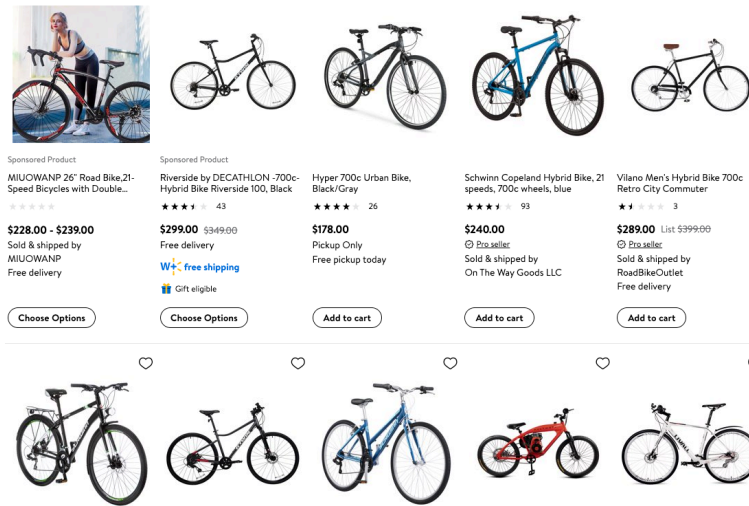 Sponsored Product
MIUOWANP 26" Road Bike,21-
Speed Bicycles with Double...
$228.00 - $239.00
Sold & shipped by
MIUOWANP
Free delivery
Choose Options
Sponsored Product
Riverside by DECATHLON -700c-
Hybrid Bike Riverside 100, Black
43
$299.00 $349.00
Free delivery
W+ free shipping
Gift eligible
Choose Options
Hyper 700c Urban Bike,
Black/Gray
26
$178.00
Pickup Only
Free pickup today
Add to cart
Schwinn Copeland Hybrid Bike, 21
speeds, 700c wheels, blue
93
$240.00
Pro seller
Sold & shipped by
On The Way Goods LLC
Add to cart
Vilano Men's Hybrid Bike 700c
Retro City Commuter
3
$289.00 List $399.00
Pro seller
Sold & shipped by
RoadBikeOutlet
Free delivery
Add to cart